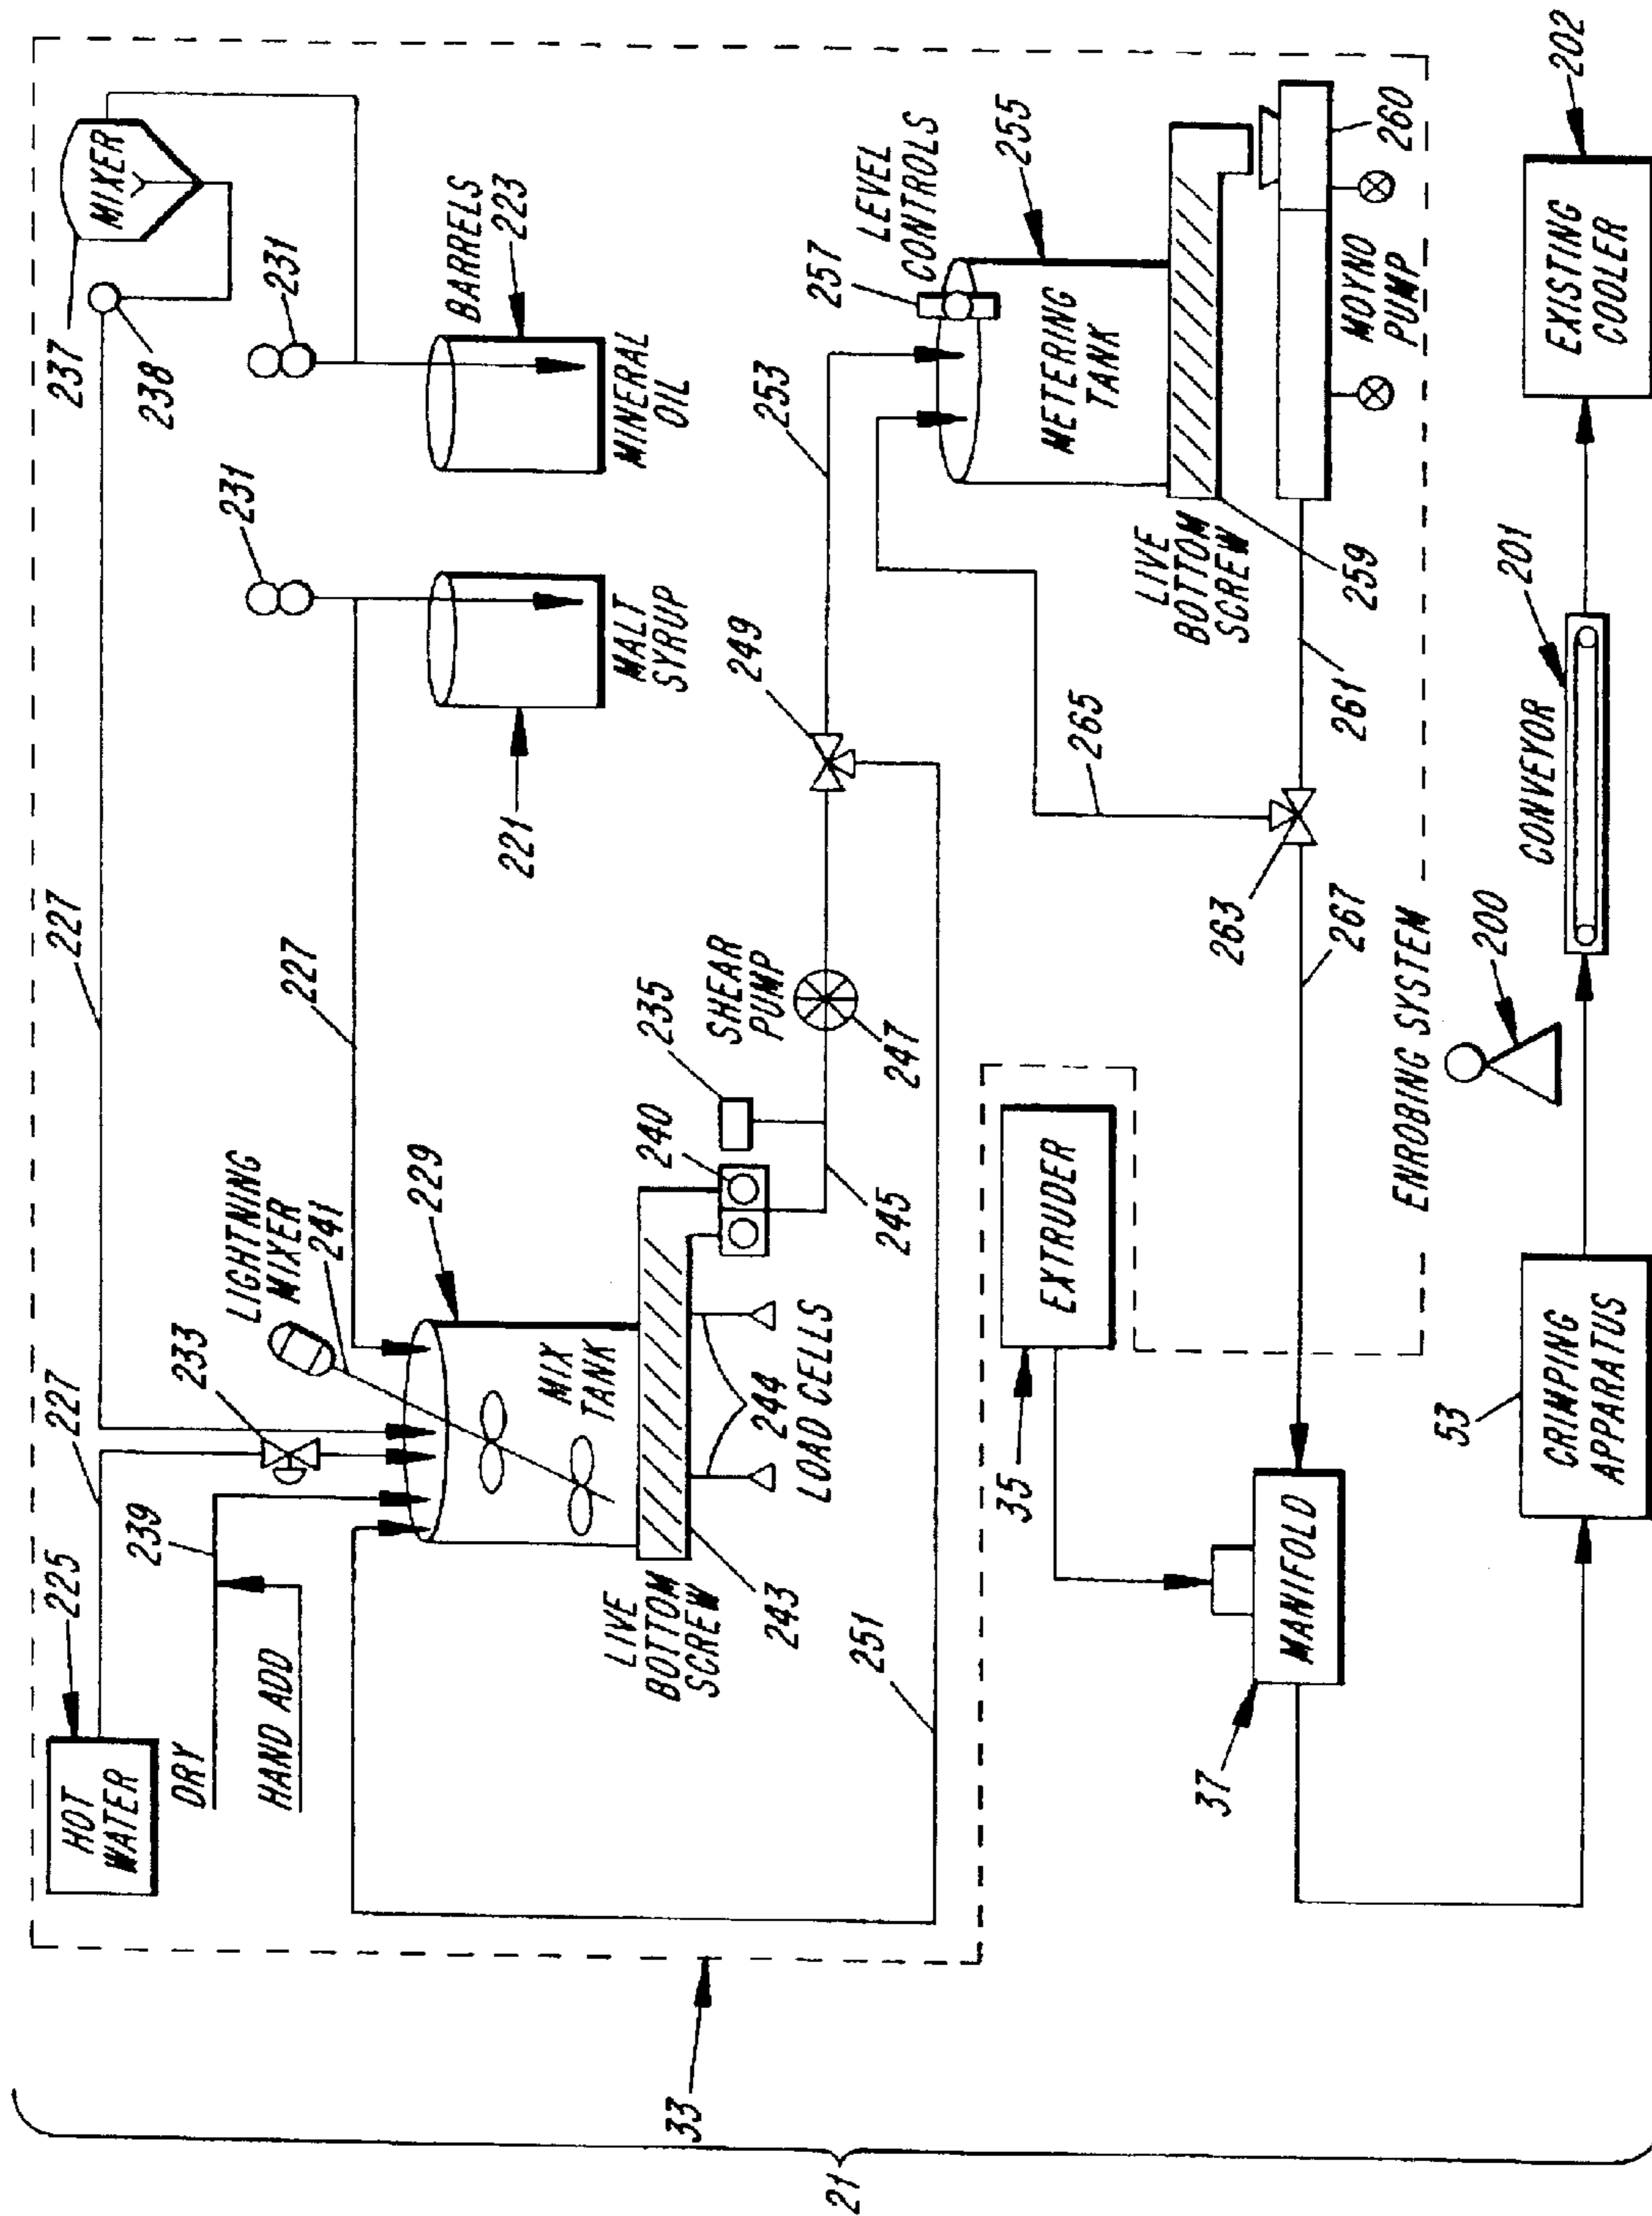 21
33
HOT
WATER
225
227
227
DRY
239
HAND ADD
233
LIGHTNING
MIXER
241
227
229
MIX
TANK
LIVE
BOTTOM
SCREW
243
244
LOAD CELLS
240
235
245
SHEAR
PUMP
247
249
251
253
MIXER
237
238
231
231
BARRELS
223
MINERAL
OIL
MALT
SYRUP
221
257
LEVEL
CONTROLS
255
METERING
TANK
LIVE
BOTTOM
SCREW
259
MOYNO
PUMP
260
261
263
265
267
ENROBING SYSTEM
EXTRUDER
35
MANIFOLD
37
CRIMPING
APPARATUS
53
200
CONVEYOR
201
EXISTING
COOLER
202